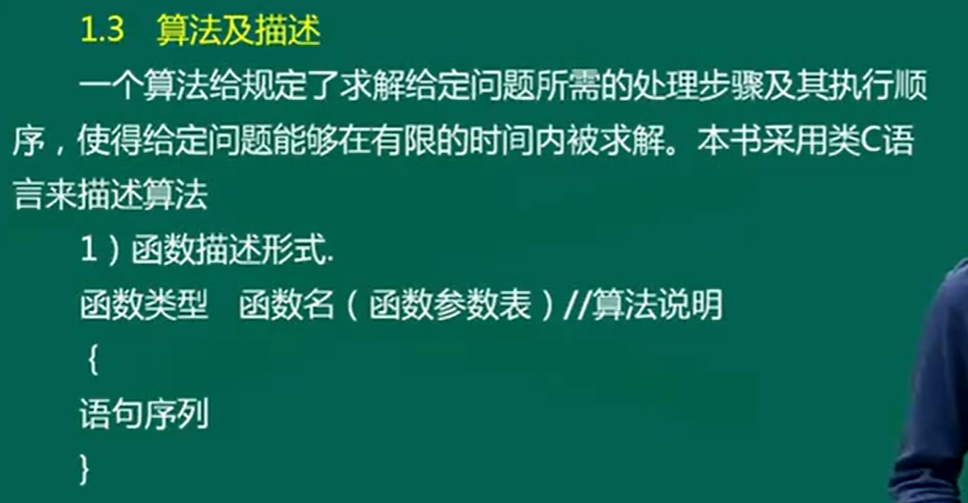 1.3 算法及描述
一个算法给规定了求解给定问题所需的处理步骤及其执行顺
序，使得给定问题能够在有限的时间内被求解。本书采用类C语
言来描述算法
1）函数描述形式.
函数类型 函数名（函数参数表）//算法说明
{
语句序列
}